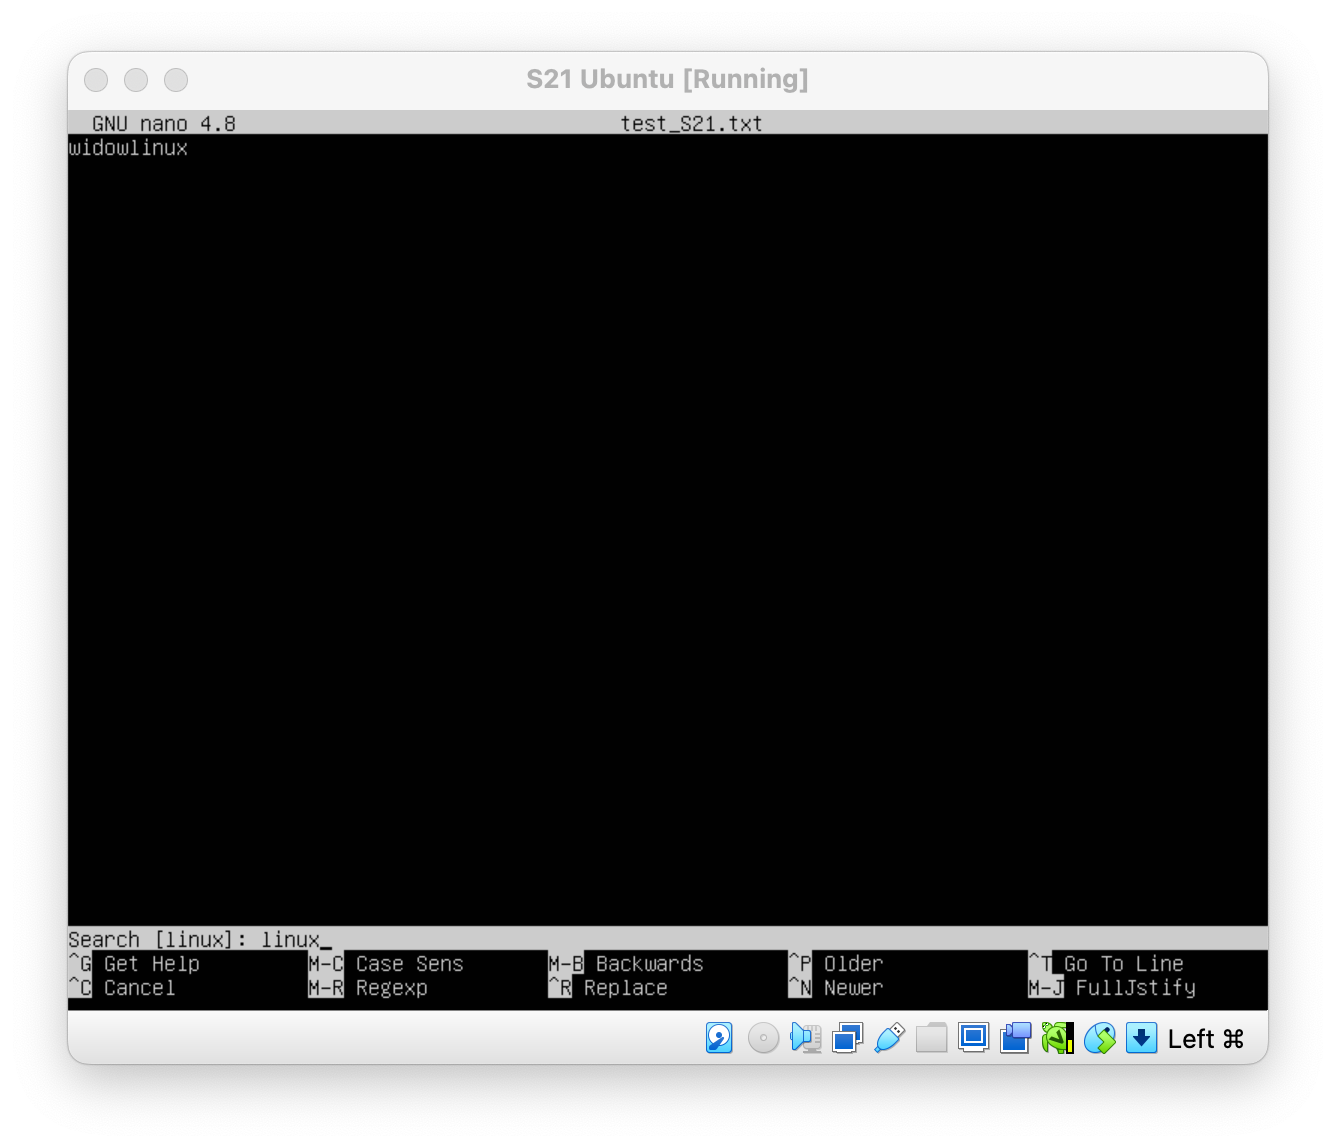 S21 Ubuntu [Running]
GNU nano 4.8 test_S21.txt
widowlinux
Search [linux]: linux_
^G Get Help M-C Case Sens M-B Backwards ^P Older ^T Go To Line
^C Cancel M-R Regexp ^R Replace ^N Newer M-J FullJstify
Left ⌘